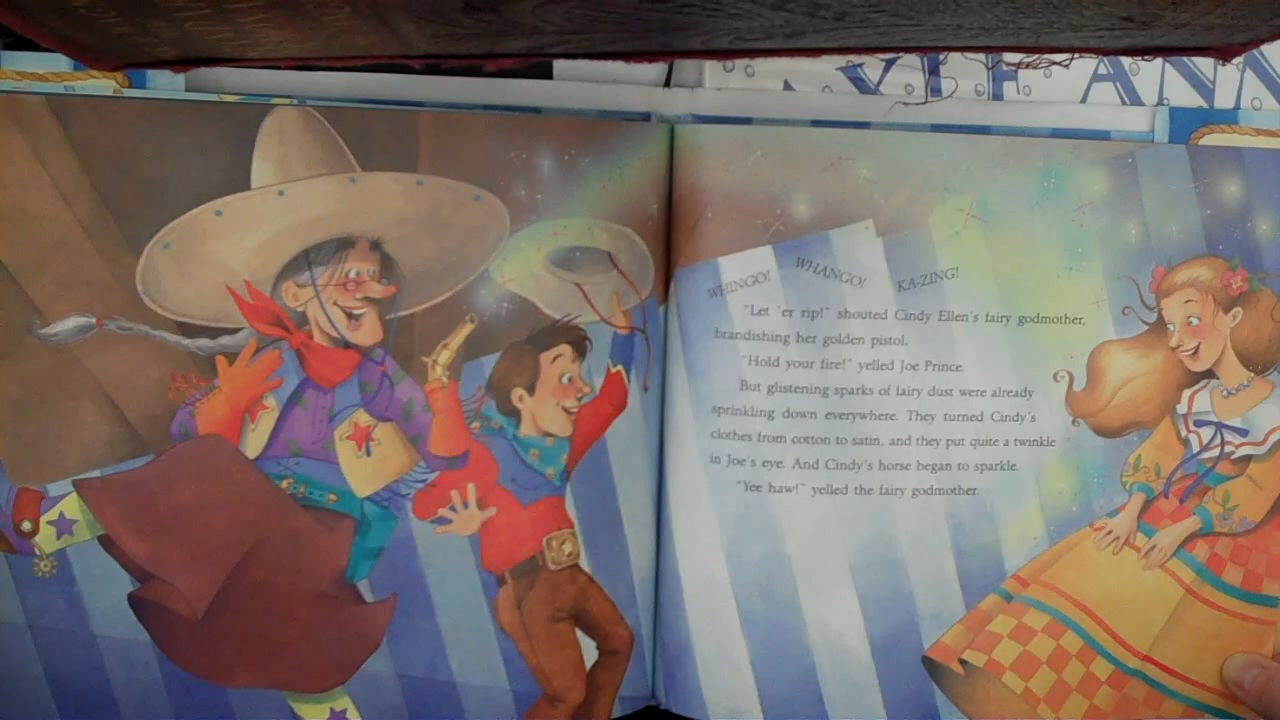 WHINGO! WHANGO! KA-ZING!
"Let 'er rip!" shouted Cindy Ellen's fairy godmother,
brandishing her golden pistol.
"Hold your fire!" yelled Joe Prince.
But glistening sparks of fairy dust were already
sprinkling down everywhere. They turned Cindy's
clothes from cotton to satin, and they put quite a twinkle
in Joe's eye. And Cindy's horse began to sparkle.
"Yee haw!" yelled the fairy godmother.